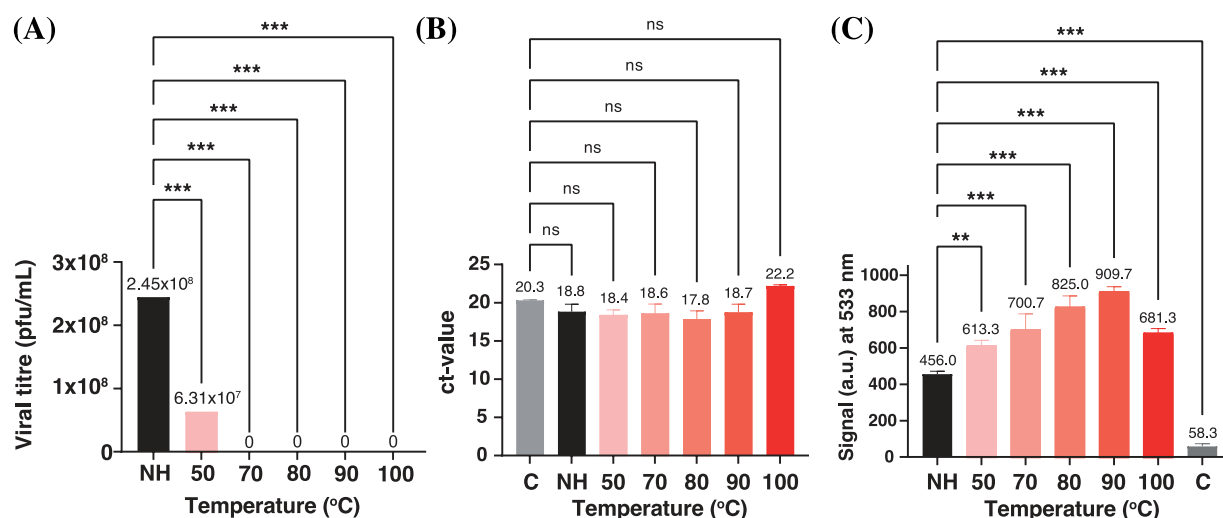 (A)
***
***
***
***
***
3x10⁸
2x10⁸
1x10⁸
0
Viral titre (pfu/mL)
2.45x10⁸
6.31x10⁷
0 0 0 0
NH 50 70 80 90 100
Temperature (°C)
(B)
ns
ns
ns
ns
ns
ns
25
20
15
10
5
0
ct-value
20.3 18.8 18.4 18.6 17.8 18.7 22.2
C NH 50 70 80 90 100
Temperature (°C)
(C)
***
***
***
***
***
**
1000
800
600
400
200
0
Signal (a.u.) at 533 nm
456.0 613.3 700.7 825.0 909.7 681.3 58.3
NH 50 70 80 90 100 C
Temperature (°C)